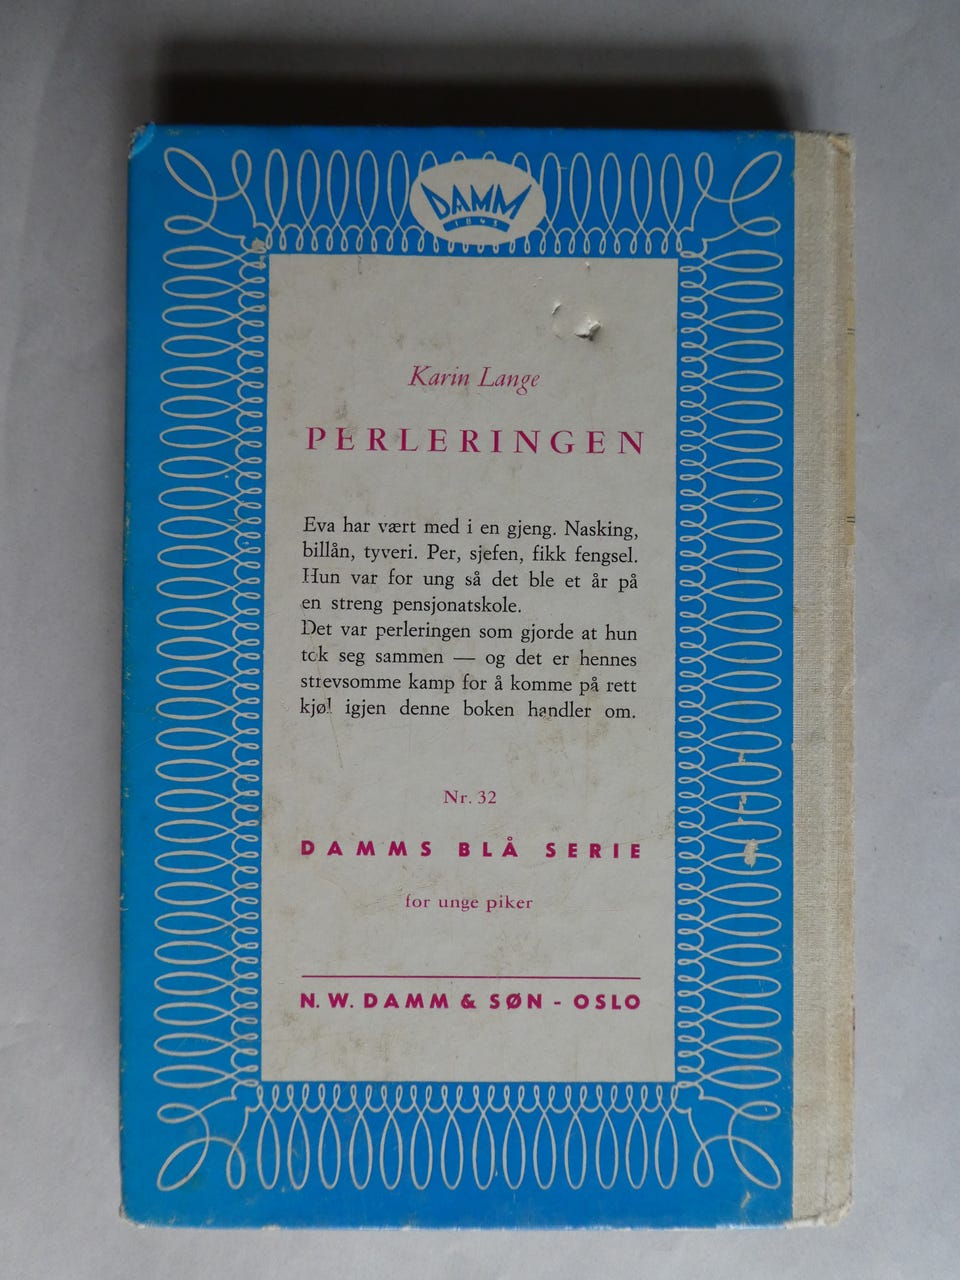 DAMM
1843
Karin Lange
PERLERINGEN
Eva har vært med i en gjeng. Nasking,
billån, tyveri. Per, sjefen, fikk fengsel.
Hun var for ung så det ble et år på
en streng pensjonatskole.
Det var perleringen som gjorde at hun
tok seg sammen — og det er hennes
strevsomme kamp for å komme på rett
kjøl igjen denne boken handler om.
Nr. 32
DAMMS BLÅ SERIE
for unge piker
N. W. DAMM & SØN - OSLO